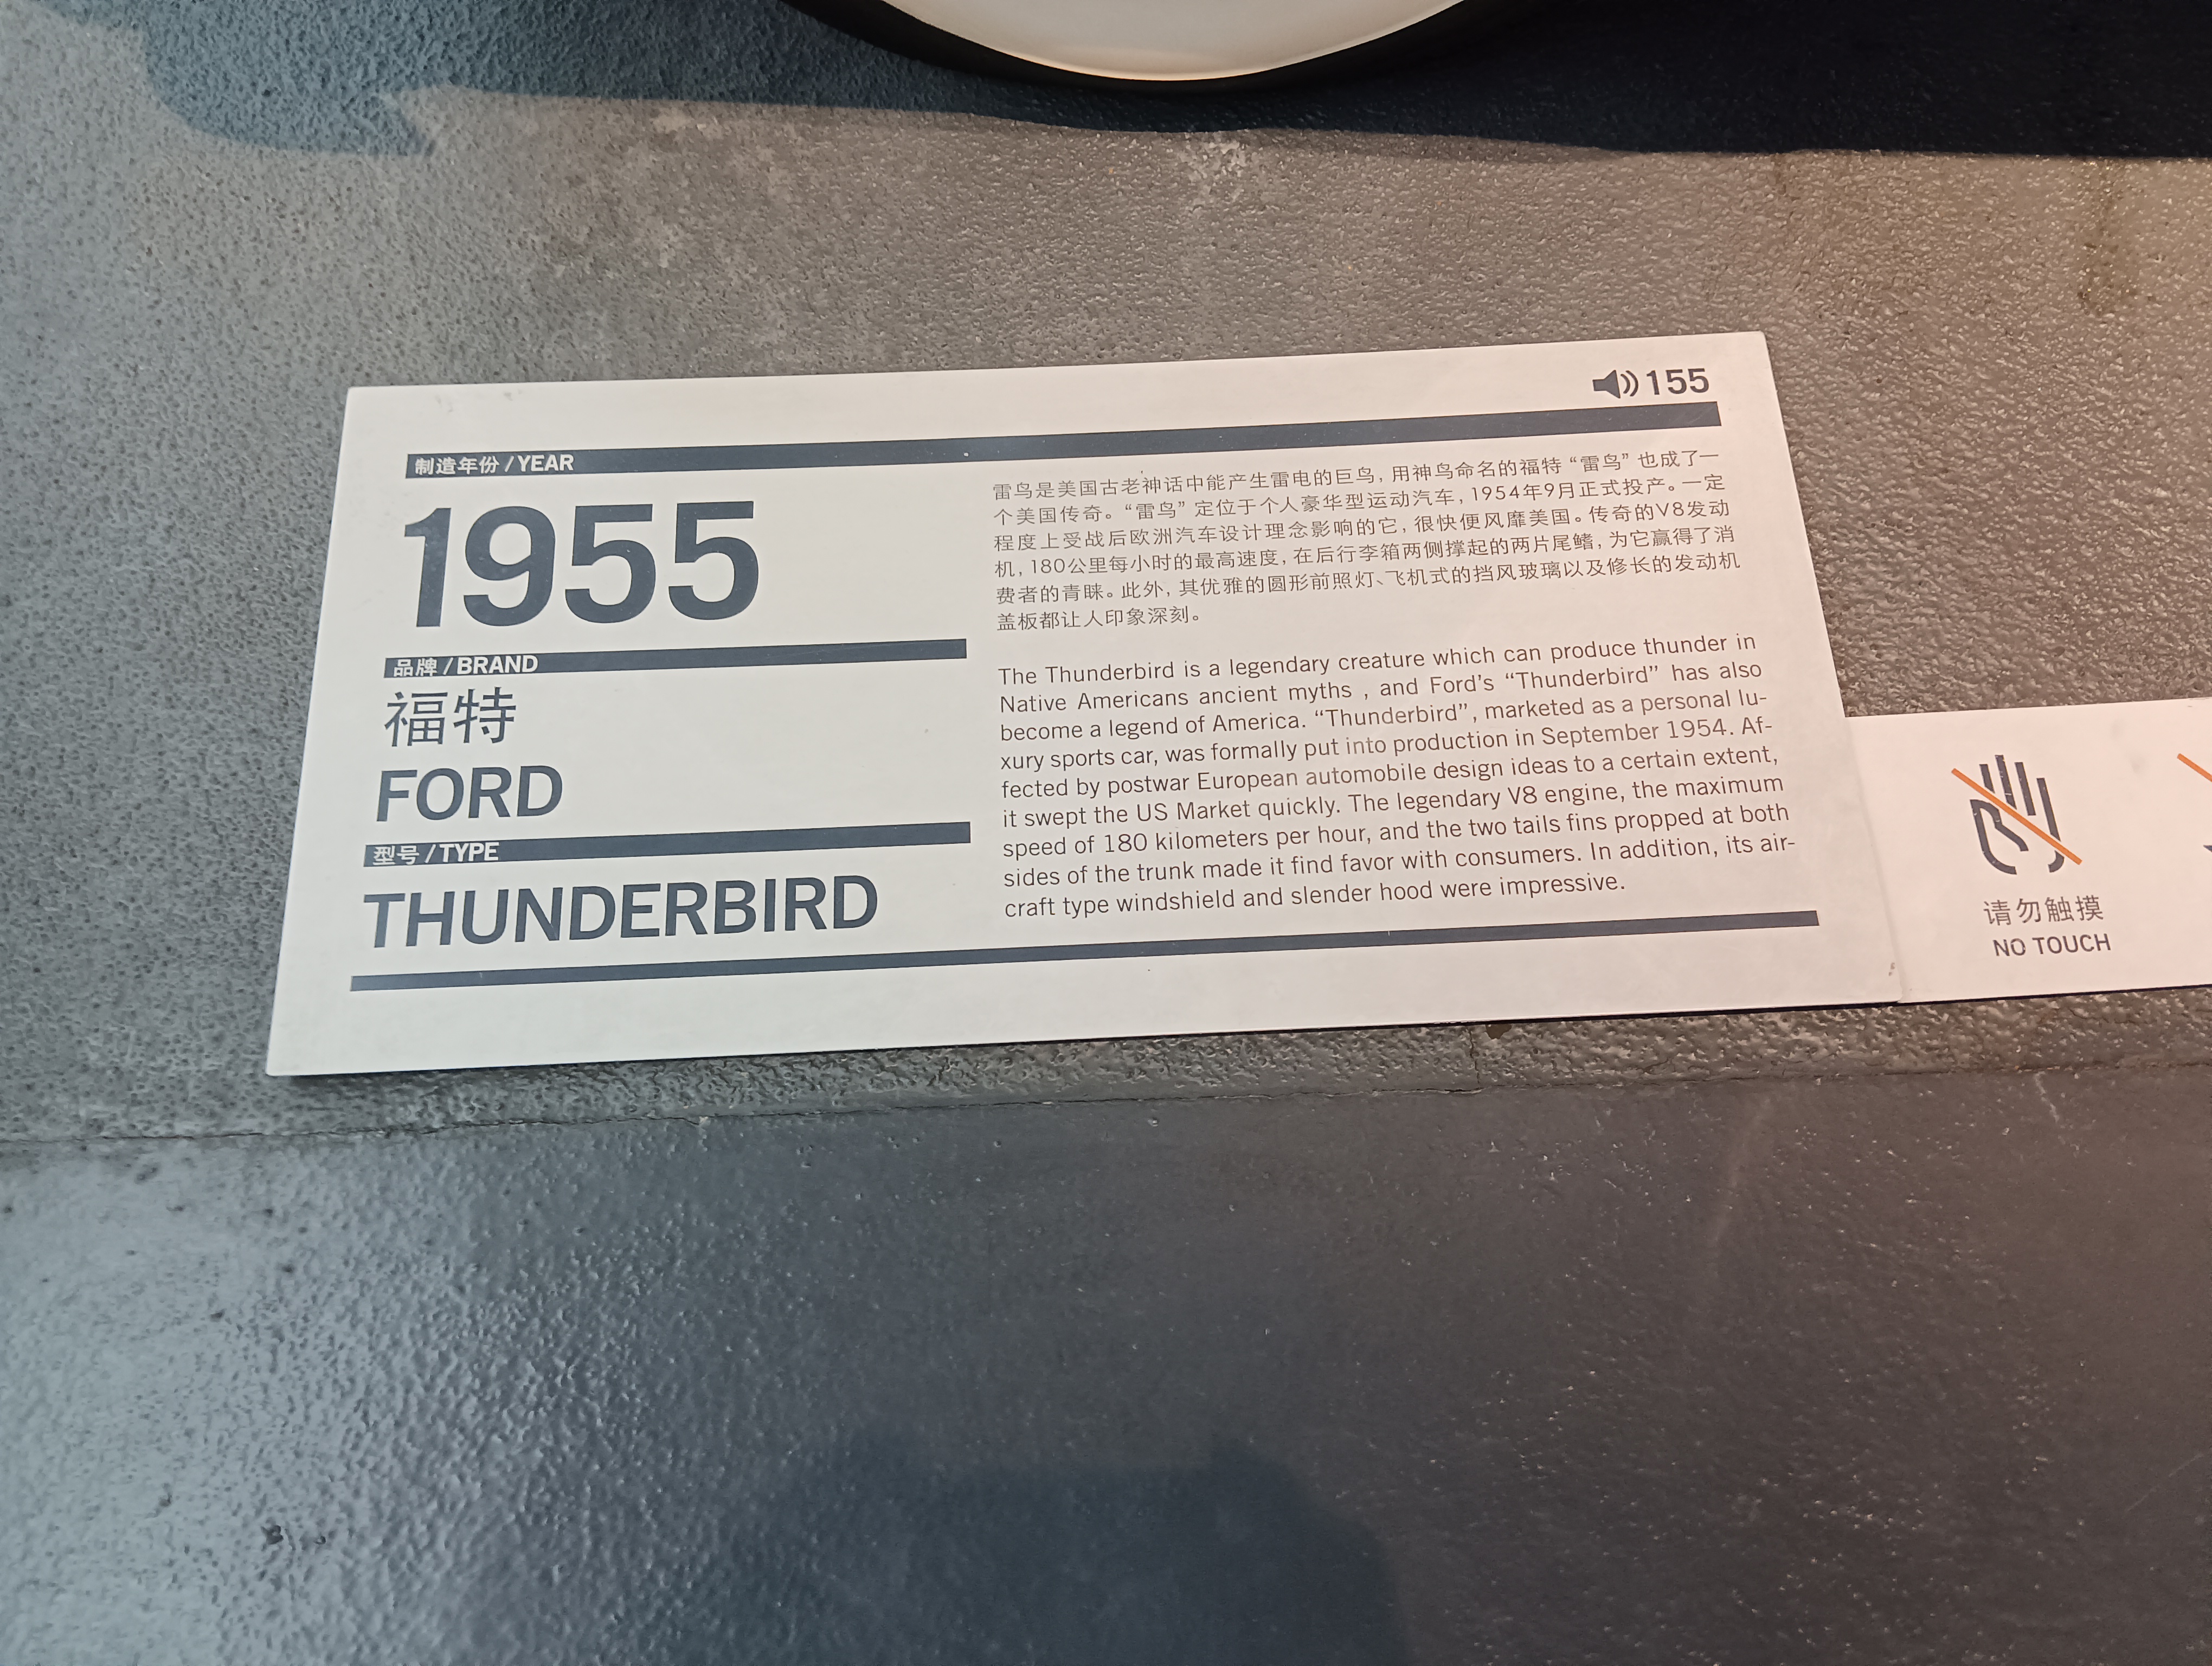 155
制造年份 / YEAR
1955
品牌 / BRAND
福特
FORD
型号 / TYPE
THUNDERBIRD
雷鸟是美国古老神话中能产生雷电的巨鸟，用神鸟命名的福特“雷鸟”也成了一
个美国传奇。“雷鸟”定位于个人豪华型运动汽车，1954年9月正式投产。一定
程度上受战后欧洲汽车设计理念影响的它，很快便风靡美国。传奇的V8发动
机，180公里每小时的最高速度，在后行李箱两侧撑起的两片尾鳍，为它赢得了消
费者的青睐。此外，其优雅的圆形前照灯、飞机式的挡风玻璃以及修长的发动机
盖板都让人印象深刻。
The Thunderbird is a legendary creature which can produce thunder in
Native Americans ancient myths , and Ford's “Thunderbird” has also
become a legend of America. “Thunderbird”, marketed as a personal lu-
xury sports car, was formally put into production in September 1954. Af-
fected by postwar European automobile design ideas to a certain extent,
it swept the US Market quickly. The legendary V8 engine, the maximum
speed of 180 kilometers per hour, and the two tails fins propped at both
sides of the trunk made it find favor with consumers. In addition, its air-
craft type windshield and slender hood were impressive.
请勿触摸
NO TOUCH